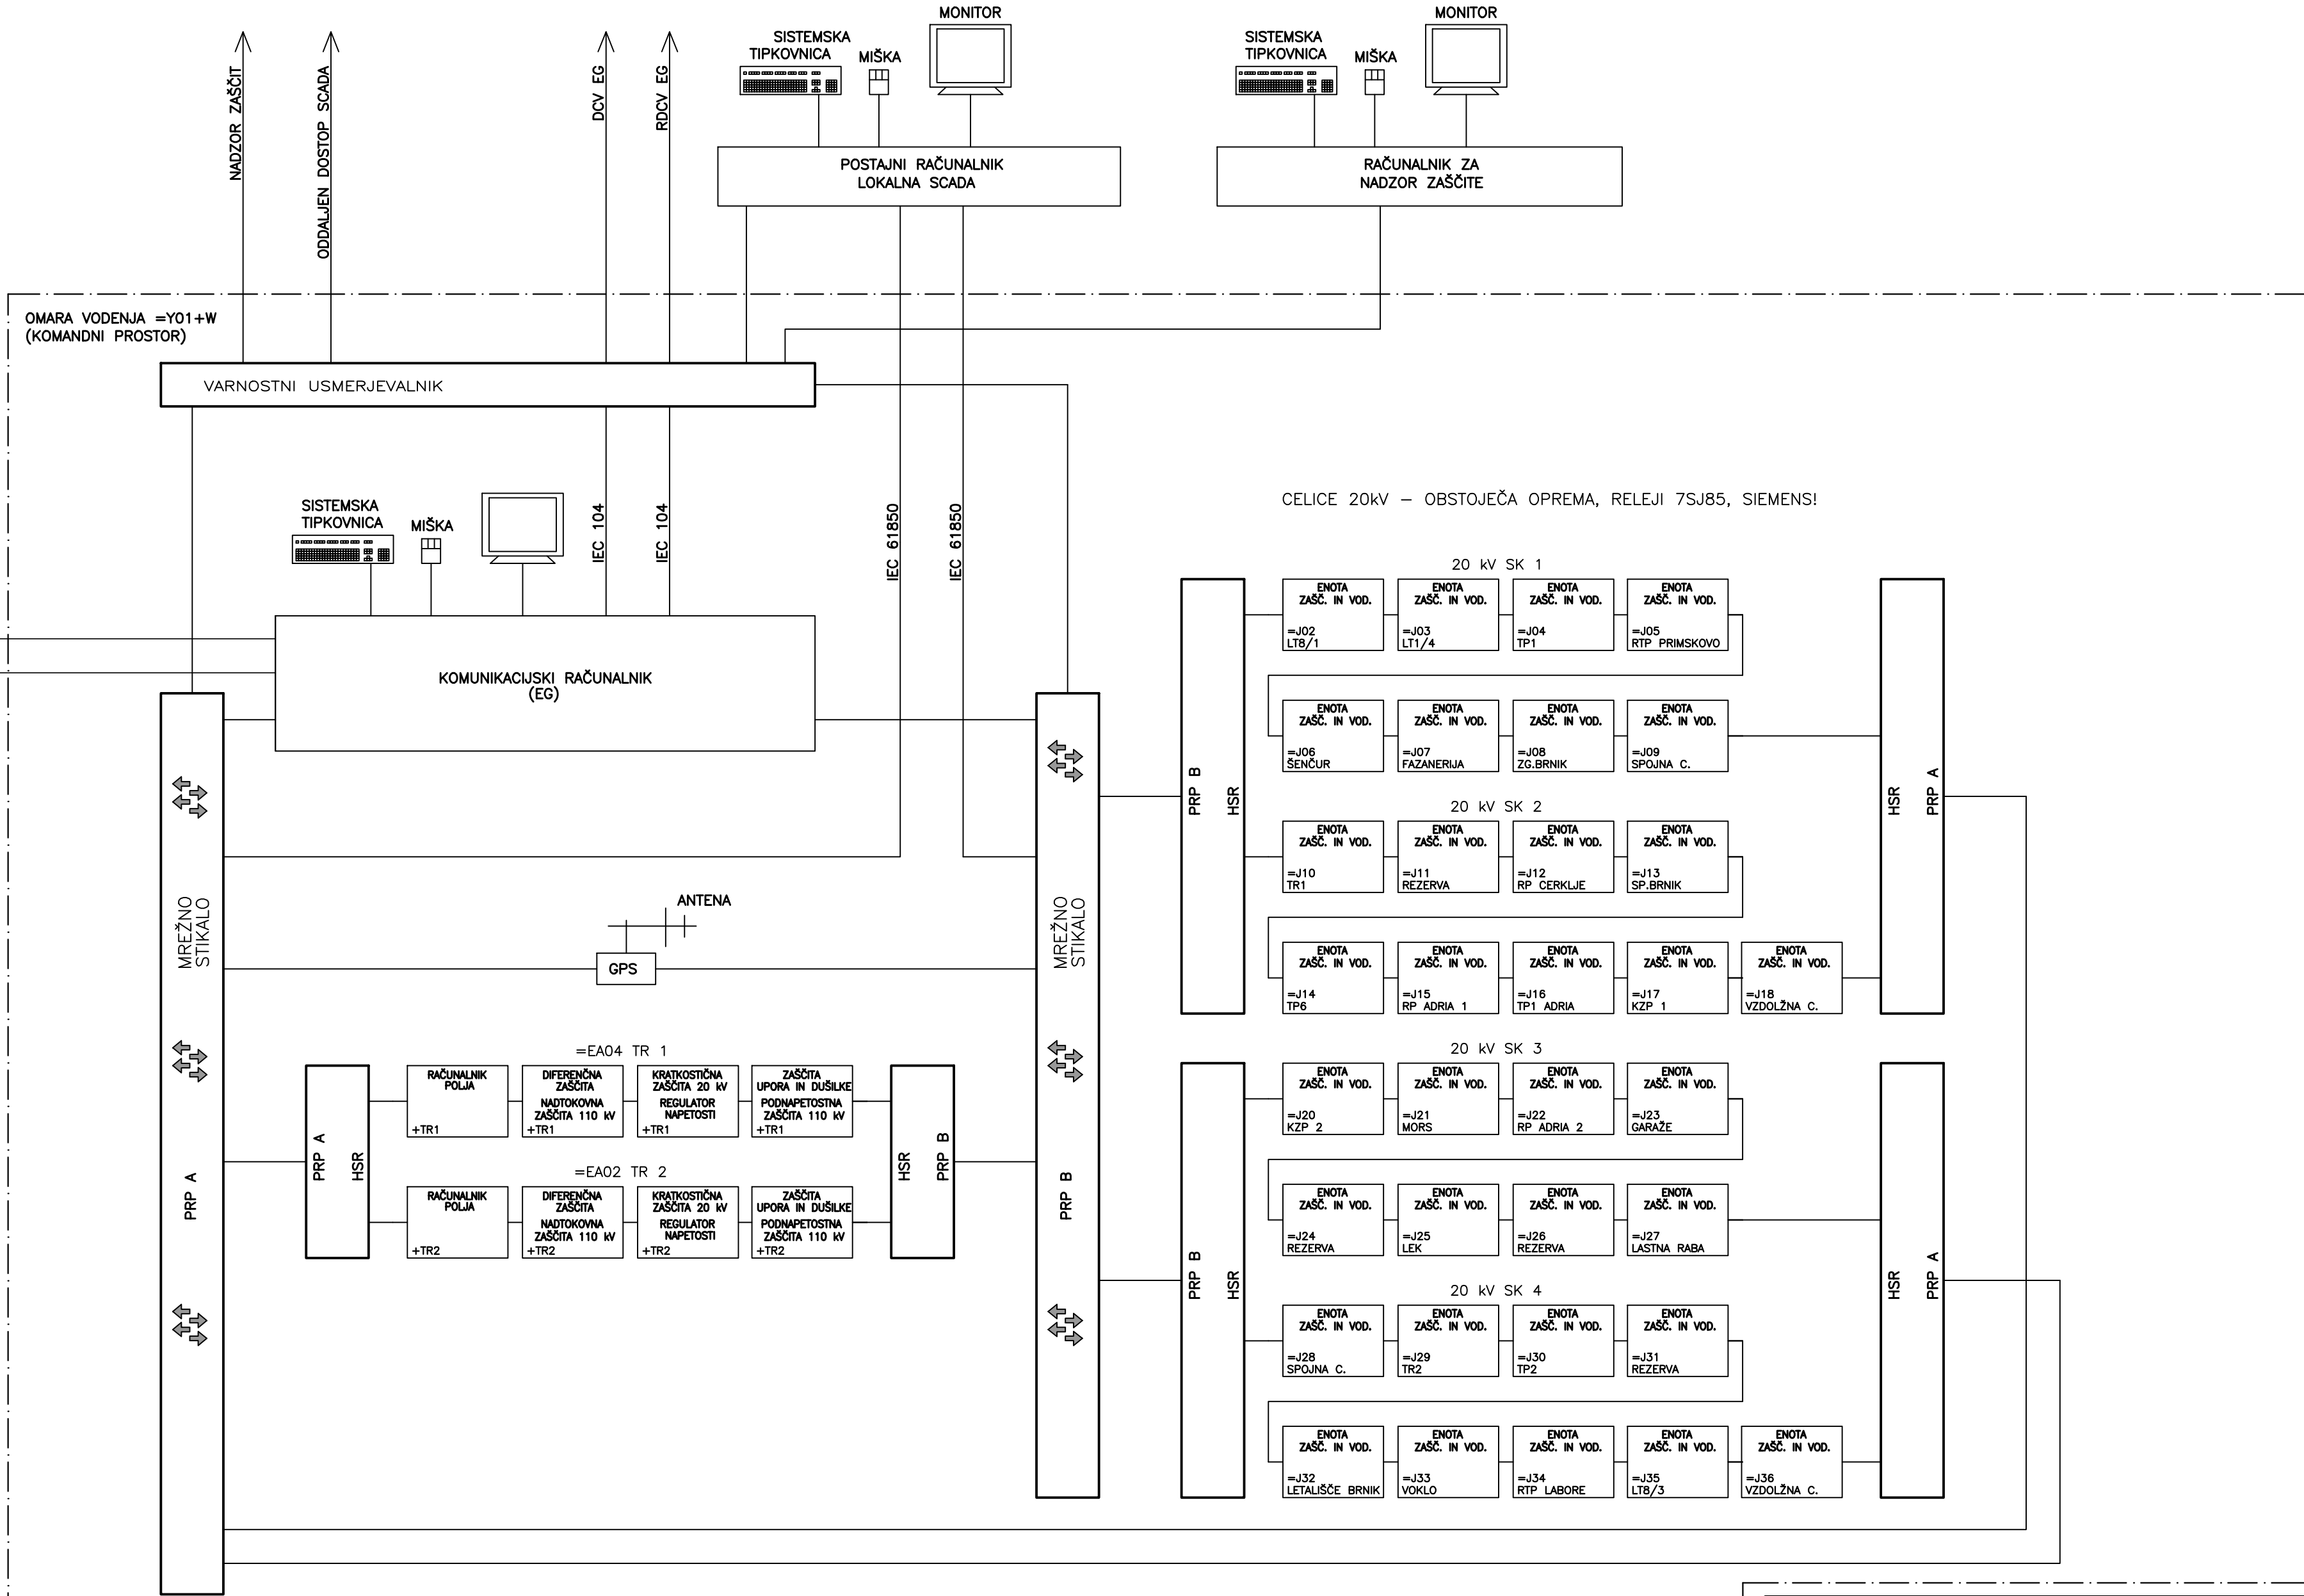 NADZOR ZAŠČIT
ODDALJEN DOSTOP SCADA
DCV EG
RDCV EG
SISTEMSKA
TIPKOVNICA
MIŠKA
MONITOR
POSTAJNI RAČUNALNIK
LOKALNA SCADA
SISTEMSKA
TIPKOVNICA
MIŠKA
MONITOR
RAČUNALNIK ZA
NADZOR ZAŠČITE
OMARA VODENJA =Y01+W
(KOMANDNI PROSTOR)
VARNOSTNI USMERJEVALNIK
SISTEMSKA
TIPKOVNICA
MIŠKA
IEC 104
IEC 104
IEC 61850
IEC 61850
KOMUNIKACIJSKI RAČUNALNIK
(EG)
MREŽNO
STIKALO
PRP A
ANTENA
GPS
MREŽNO
STIKALO
PRP B
=EA04 TR 1
PRP A
HSR
RAČUNALNIK
POLJA
+TR1
DIFERENČNA
ZAŠČITA
NADTOKOVNA
ZAŠČITA 110 kV
+TR1
KRATKOSTIČNA
ZAŠČITA 20 kV
REGULATOR
NAPETOSTI
+TR1
ZAŠČITA
UPORA IN DUŠILKE
PODNAPETOSTNA
ZAŠČITA 110 kV
+TR1
HSR
PRP B
=EA02 TR 2
RAČUNALNIK
POLJA
+TR2
DIFERENČNA
ZAŠČITA
NADTOKOVNA
ZAŠČITA 110 kV
+TR2
KRATKOSTIČNA
ZAŠČITA 20 kV
REGULATOR
NAPETOSTI
+TR2
ZAŠČITA
UPORA IN DUŠILKE
PODNAPETOSTNA
ZAŠČITA 110 kV
+TR2
CELICE 20kV – OBSTOJEČA OPREMA, RELEJI 7SJ85, SIEMENS!
PRP B
HSR
20 kV SK 1
ENOTA
ZAŠČ. IN VOD.
=J02
LT8/1
ENOTA
ZAŠČ. IN VOD.
=J03
LT1/4
ENOTA
ZAŠČ. IN VOD.
=J04
TP1
ENOTA
ZAŠČ. IN VOD.
=J05
RTP PRIMSKOVO
ENOTA
ZAŠČ. IN VOD.
=J06
ŠENČUR
ENOTA
ZAŠČ. IN VOD.
=J07
FAZANERIJA
ENOTA
ZAŠČ. IN VOD.
=J08
ZG.BRNIK
ENOTA
ZAŠČ. IN VOD.
=J09
SPOJNA C.
20 kV SK 2
ENOTA
ZAŠČ. IN VOD.
=J10
TR1
ENOTA
ZAŠČ. IN VOD.
=J11
REZERVA
ENOTA
ZAŠČ. IN VOD.
=J12
RP CERKLJE
ENOTA
ZAŠČ. IN VOD.
=J13
SP.BRNIK
ENOTA
ZAŠČ. IN VOD.
=J14
TP6
ENOTA
ZAŠČ. IN VOD.
=J15
RP ADRIA 1
ENOTA
ZAŠČ. IN VOD.
=J16
TP1 ADRIA
ENOTA
ZAŠČ. IN VOD.
=J17
KZP 1
ENOTA
ZAŠČ. IN VOD.
=J18
VZDOLŽNA C.
HSR
PRP A
PRP B
HSR
20 kV SK 3
ENOTA
ZAŠČ. IN VOD.
=J20
KZP 2
ENOTA
ZAŠČ. IN VOD.
=J21
MORS
ENOTA
ZAŠČ. IN VOD.
=J22
RP ADRIA 2
ENOTA
ZAŠČ. IN VOD.
=J23
GARAŽE
ENOTA
ZAŠČ. IN VOD.
=J24
REZERVA
ENOTA
ZAŠČ. IN VOD.
=J25
LEK
ENOTA
ZAŠČ. IN VOD.
=J26
REZERVA
ENOTA
ZAŠČ. IN VOD.
=J27
LASTNA RABA
20 kV SK 4
ENOTA
ZAŠČ. IN VOD.
=J28
SPOJNA C.
ENOTA
ZAŠČ. IN VOD.
=J29
TR2
ENOTA
ZAŠČ. IN VOD.
=J30
TP2
ENOTA
ZAŠČ. IN VOD.
=J31
REZERVA
ENOTA
ZAŠČ. IN VOD.
=J32
LETALIŠČE BRNIK
ENOTA
ZAŠČ. IN VOD.
=J33
VOKLO
ENOTA
ZAŠČ. IN VOD.
=J34
RTP LABORE
ENOTA
ZAŠČ. IN VOD.
=J35
LT8/3
ENOTA
ZAŠČ. IN VOD.
=J36
VZDOLŽNA C.
HSR
PRP A